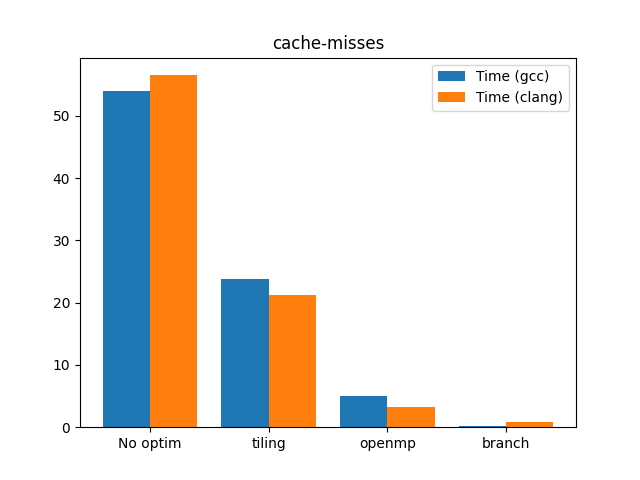 cache-misses
Time (gcc)
Time (clang)
50
40
30
20
10
0
No optim
tiling
openmp
branch